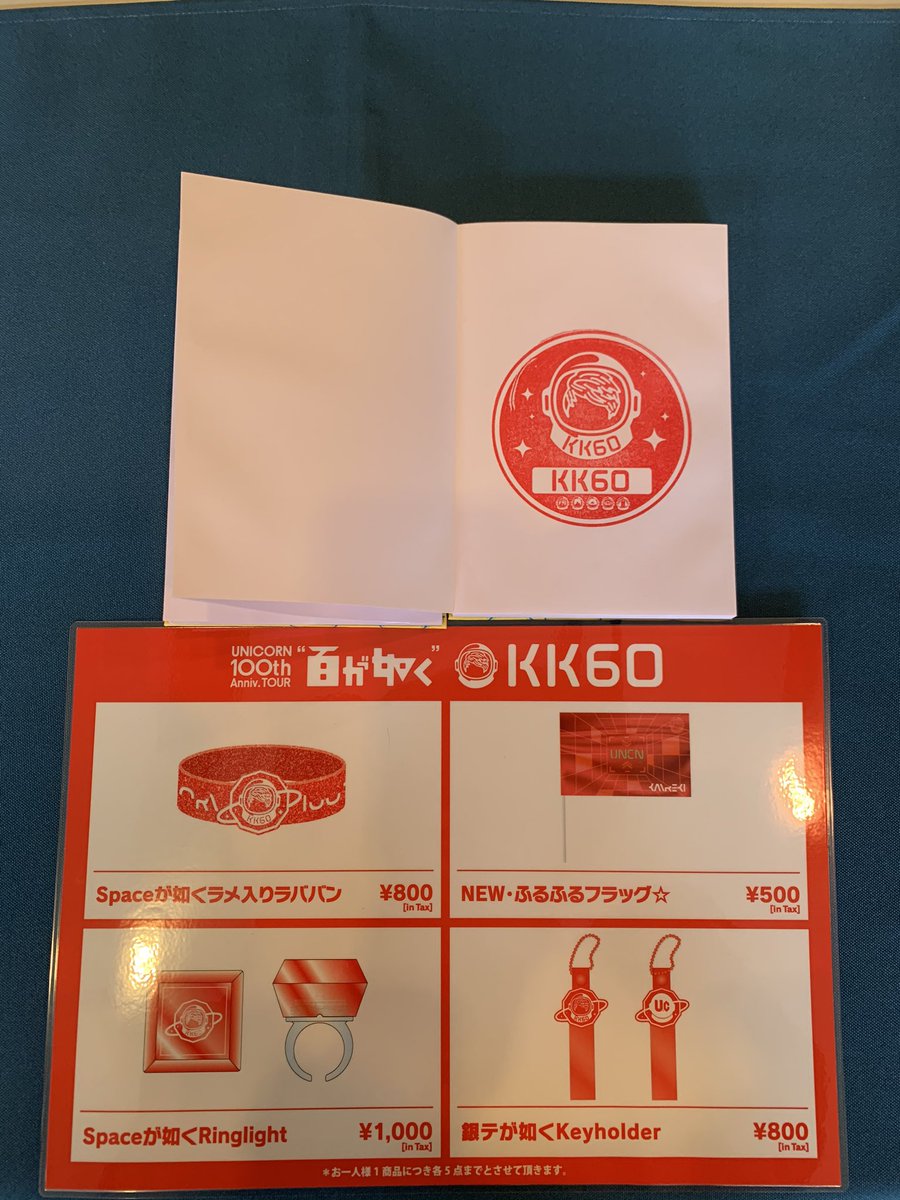 KK60
KK60
UNICORN
100th
Anniv. TOUR
“百が如く”
KK60
KK60
Spaceが如くラメ入りラババン ¥800
[in Tax]
UNCN
KAIREKI
NEW・ふるふるフラッグ☆ ¥500
[in Tax]
Spaceが如くRinglight ¥1,000
[in Tax]
KK60
Uc
銀テが如くKeyholder ¥800
[in Tax]
＊お一人様1商品につき各5点までとさせて頂きます。